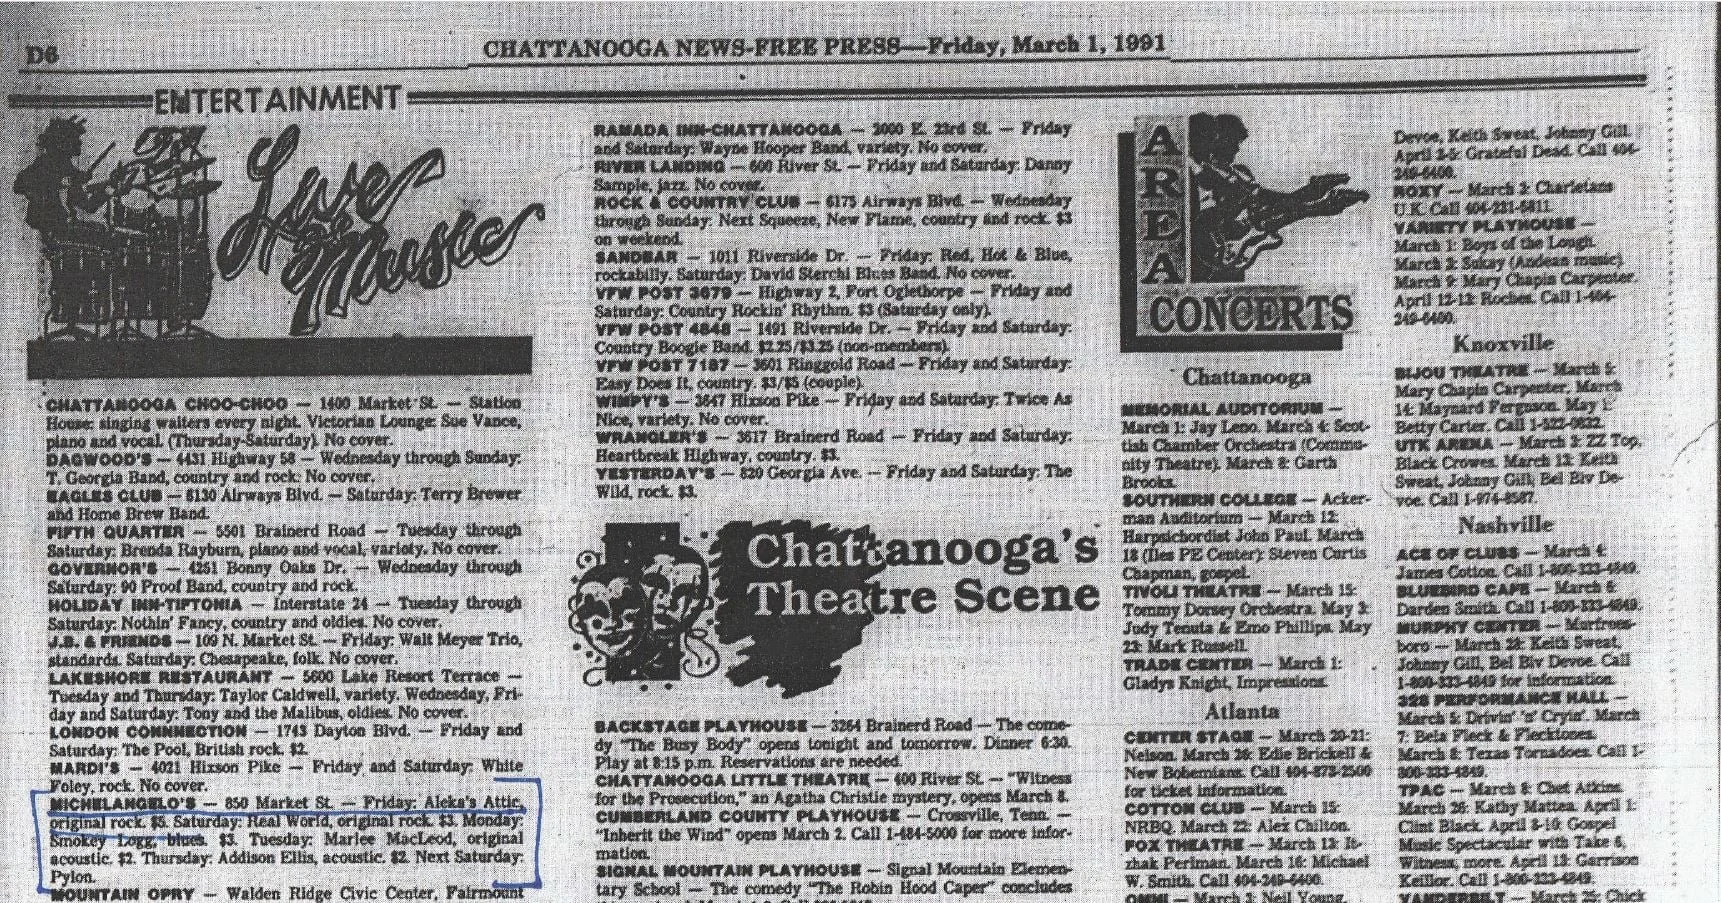 D6
CHATTANOOGA NEWS-FREE PRESS—Friday, March 1, 1991
ENTERTAINMENT
Live Music
CHATTANOOGA CHOO-CHOO — 1400 Market St. — Station
House: singing waiters every night. Victorian Lounge: Sue Vance,
piano and vocal. (Thursday-Saturday). No cover.
DAGWOOD'S — 4431 Highway 58 — Wednesday through Sunday:
T. Georgia Band, country and rock. No cover.
EAGLES CLUB — 6130 Airways Blvd. — Saturday: Terry Brewer
and Home Brew Band.
FIFTH QUARTER — 5501 Brainerd Road — Tuesday through
Saturday: Brenda Rayburn, piano and vocal, variety. No cover.
GOVERNOR'S — 4251 Bonny Oaks Dr. — Wednesday through
Saturday: 90 Proof Band, country and rock.
HOLIDAY INN-TIFTONIA — Interstate 24 — Tuesday through
Saturday: Nothin' Fancy, country and oldies. No cover.
J.B. & FRIENDS — 109 N. Market St. — Friday: Walt Meyer Trio,
standards. Saturday: Chesapeake, folk. No cover.
LAKESHORE RESTAURANT — 5600 Lake Resort Terrace —
Tuesday and Thursday: Taylor Caldwell, variety. Wednesday, Fri-
day and Saturday: Tony and the Malibus, oldies. No cover.
LONDON CONNNECTION — 1743 Dayton Blvd. — Friday and
Saturday: The Pool, British rock. $2.
MARDI'S — 4021 Hixson Pike — Friday and Saturday: White
Foley, rock. No cover.
MICHELANGELO'S — 850 Market St. — Friday: Aleka's Attic,
original rock. $5. Saturday: Real World, original rock. $3. Monday:
Smokey Logg, blues. $3. Tuesday: Marlee MacLeod, original
acoustic. $2. Thursday: Addison Ellis, acoustic. $2. Next Saturday:
Pylon.
MOUNTAIN OPRY — Walden Ridge Civic Center, Fairmount
RAMADA INN-CHATTANOOGA — 2000 E. 23rd St. — Friday
and Saturday: Wayne Hooper Band, variety. No cover.
RIVER LANDING — 600 River St. — Friday and Saturday: Danny
Sample, jazz. No cover.
ROCK & COUNTRY CLUB — 6175 Airways Blvd. — Wednesday
through Sunday: Next Squeeze, New Flame, country and rock. $3
on weekend.
SANDBAR — 1011 Riverside Dr. — Friday: Red, Hot & Blue,
rockabilly. Saturday: David Sterchi Blues Band. No cover.
VFW POST 3679 — Highway 2, Fort Oglethorpe — Friday and
Saturday: Country Rockin' Rhythm. $3 (Saturday only).
VFW POST 4848 — 1491 Riverside Dr. — Friday and Saturday:
Country Boogie Band. $2.25/$3.25 (non-members).
VFW POST 7187 — 3601 Ringgold Road — Friday and Saturday:
Easy Does It, country. $3/$5 (couple).
WIMPY'S — 3647 Hixson Pike — Friday and Saturday: Twice As
Nice, variety. No cover.
WRANGLER'S — 3617 Brainerd Road — Friday and Saturday:
Heartbreak Highway, country. $3.
YESTERDAY'S — 820 Georgia Ave. — Friday and Saturday: The
Wild, rock. $3.
Chattanooga's
Theatre Scene
BACKSTAGE PLAYHOUSE — 3264 Brainerd Road — The come-
dy "The Busy Body" opens tonight and tomorrow. Dinner 6:30.
Play at 8:15 p.m. Reservations are needed.
CHATTANOOGA LITTLE THEATRE — 400 River St. — "Witness
for the Prosecution," an Agatha Christie mystery, opens March 8.
CUMBERLAND COUNTY PLAYHOUSE — Crossville, Tenn. —
"Inherit the Wind" opens March 2. Call 1-484-5000 for more infor-
mation.
SIGNAL MOUNTAIN PLAYHOUSE — Signal Mountain Elemen-
tary School — The comedy "The Robin Hood Caper" concludes
AREA
CONCERTS
Chattanooga
MEMORIAL AUDITORIUM —
March 1: Jay Leno. March 4: Scot-
tish Chamber Orchestra (Commu-
nity Theatre). March 8: Garth
Brooks.
SOUTHERN COLLEGE — Acker-
man Auditorium — March 12:
Harpsichordist John Paul. March
18 (Iles PE Center): Steven Curtis
Chapman, gospel.
TIVOLI THEATRE — March 15:
Tommy Dorsey Orchestra. May 3:
Judy Tenuta & Emo Phillips. May
23: Mark Russell.
TRADE CENTER — March 1:
Gladys Knight, Impressions.
Atlanta
CENTER STAGE — March 20-21:
Nelson. March 26: Edie Brickell &
New Bohemians. Call 404-873-2500
for ticket information.
COTTON CLUB — March 15:
NRBQ. March 22: Alex Chilton.
FOX THEATRE — March 13: It-
zhak Perlman. March 16: Michael
W. Smith. Call 404-249-6400.
OMNI — March 3: Neil Young.
Devoe, Keith Sweat, Johnny Gill.
April 3-5: Grateful Dead. Call 404-
249-6400.
ROXY — March 3: Charletans
U.K. Call 404-231-5811.
VARIETY PLAYHOUSE —
March 1: Boys of the Lough.
March 3: Sukay (Andean music).
March 9: Mary Chapin Carpenter.
April 12-13: Roches. Call 1-404-
249-6400.
Knoxville
BIJOU THEATRE — March 5:
Mary Chapin Carpenter. March
14: Maynard Ferguson. May 1:
Betty Carter. Call 1-522-0832.
UTK ARENA — March 3: ZZ Top,
Black Crowes. March 13: Keith
Sweat, Johnny Gill, Bel Biv De-
voe. Call 1-974-8587.
Nashville
ACE OF CLUBS — March 4:
James Cotton. Call 1-800-333-4849.
BLUEBIRD CAFE — March 6:
Darden Smith. Call 1-800-333-4849.
MURPHY CENTER — Murfrees-
boro — March 23: Keith Sweat,
Johnny Gill, Bel Biv Devoe. Call
1-800-333-4849 for information.
328 PERFORMANCE HALL —
March 5: Drivin' 'n' Cryin'. March
7: Bela Fleck & Flecktones.
March 8: Texas Tornadoes. Call 1-
800-333-4849.
TPAC — March 8: Chet Atkins.
March 26: Kathy Mattea. April 1:
Clint Black. April 8-10: Gospel
Music Spectacular with Take 6,
Witness, more. April 13: Garrison
Keillor. Call 1-800-333-4849.
VANDERBILT — March 25: Chick